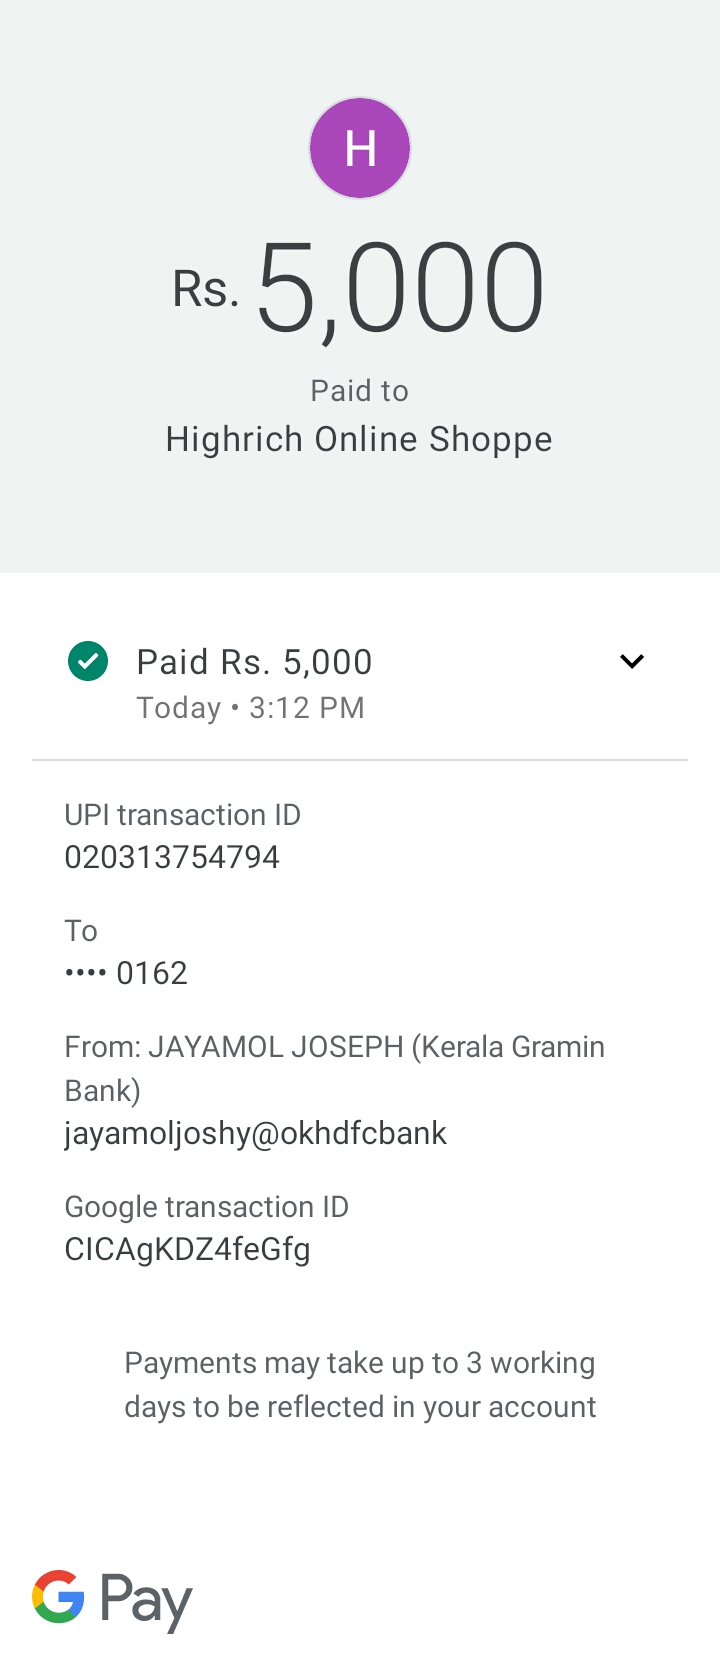 H
Rs. 5,000
Paid to
Highrich Online Shoppe
Paid Rs. 5,000
Today • 3:12 PM
UPI transaction ID
020313754794
To
•••• 0162
From: JAYAMOL JOSEPH (Kerala Gramin
Bank)
jayamoljoshy@okhdfcbank
Google transaction ID
CICAgKDZ4feGfg
Payments may take up to 3 working
days to be reflected in your account
G Pay